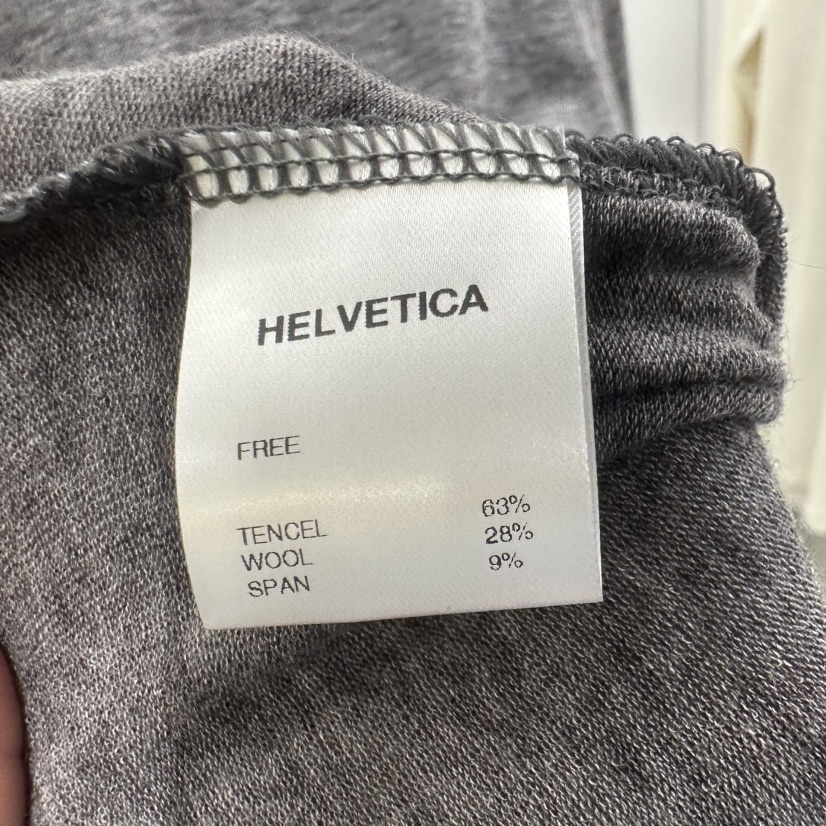 HELVETICA
FREE
TENCEL 63%
WOOL 28%
SPAN 9%